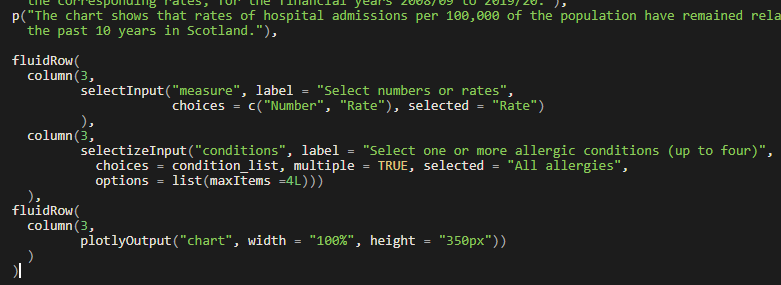 the corresponding rates, for the financial years 2008/09 to 2019/20."),
p("The chart shows that rates of hospital admissions per 100,000 of the population have remained rela
the past 10 years in Scotland."),
fluidRow(
column(3,
selectInput("measure", label = "Select numbers or rates",
choices = c("Number", "Rate"), selected = "Rate")
),
column(3,
selectizeInput("conditions", label = "Select one or more allergic conditions (up to four)",
choices = condition_list, multiple = TRUE, selected = "All allergies",
options = list(maxItems =4L)))
),
fluidRow(
column(3,
plotlyOutput("chart", width = "100%", height = "350px"))
)
)